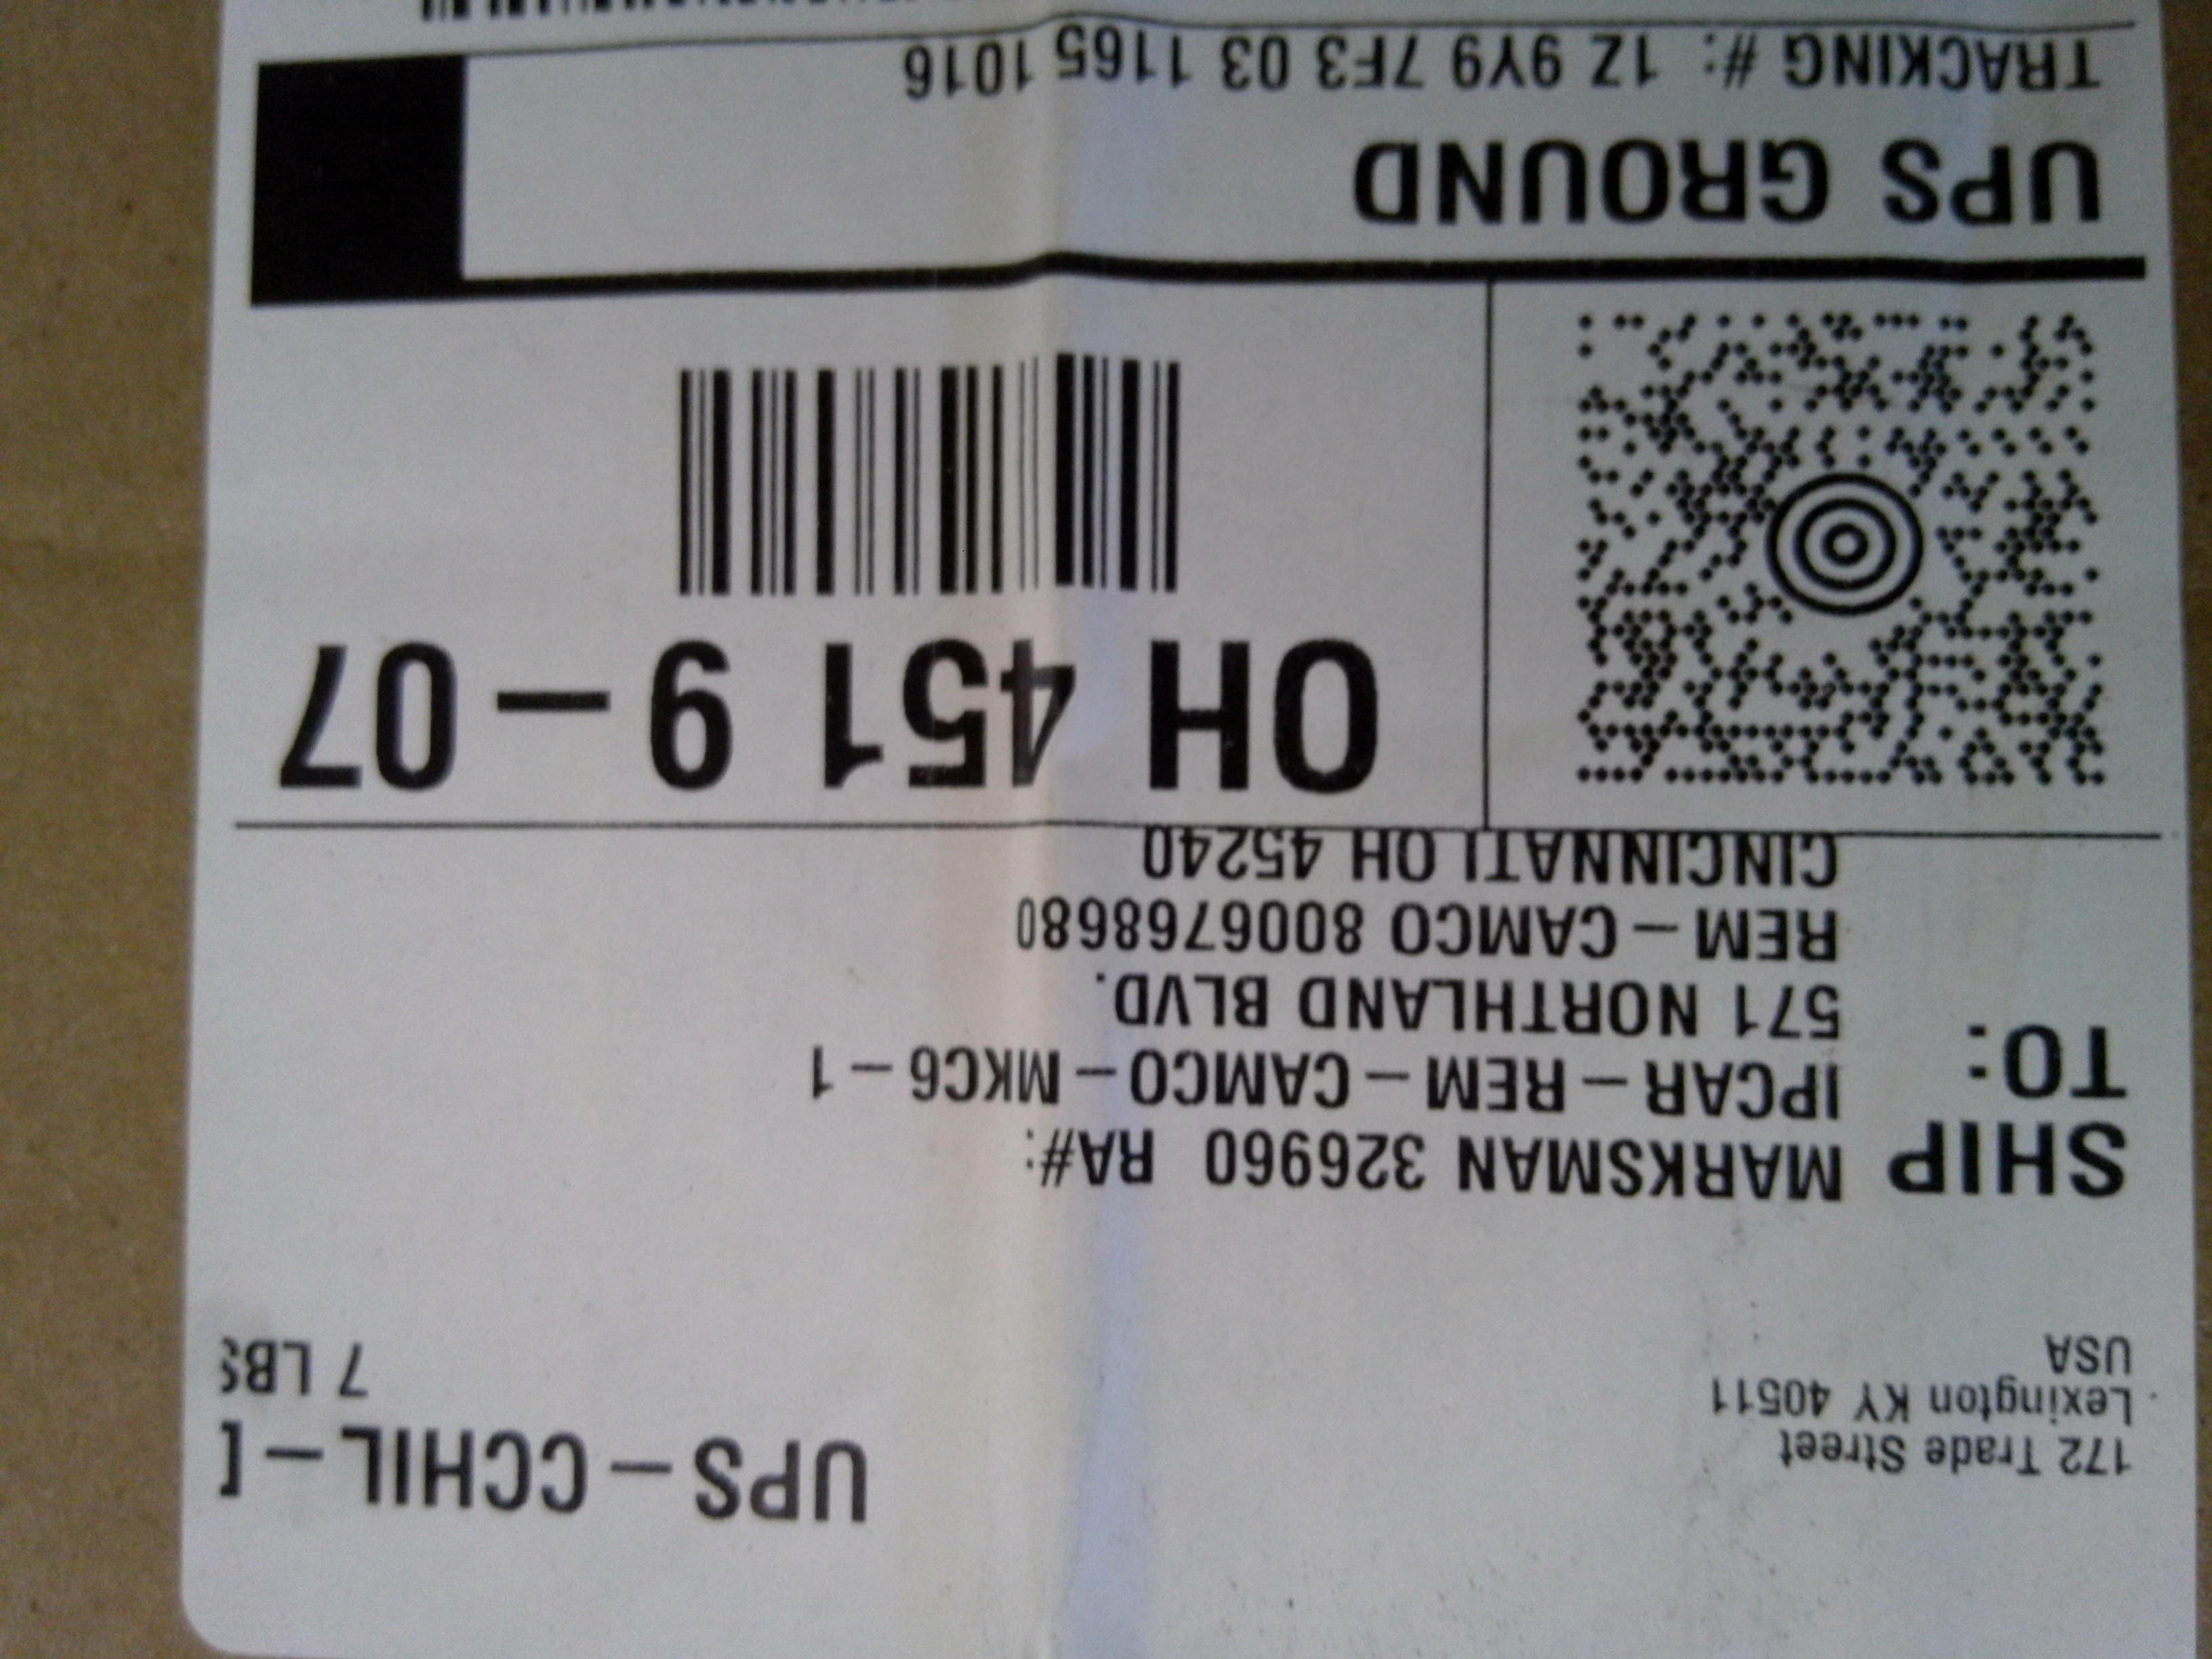 172 Trade Street
Lexington KY 40511
USA
UPS - CCHIL -
7 LBS
SHIP
TO:
MARKSMAN 326960 RA#:
IPCAR - REM - CAMCO - MKC6 - 1
571 NORTHLAND BLVD.
REM - CAMCO 8006768680
CINCINNATI OH 45240
OH 451 9 - 07
UPS GROUND
TRACKING #: 1Z 9Y9 7F3 03 1165 1016